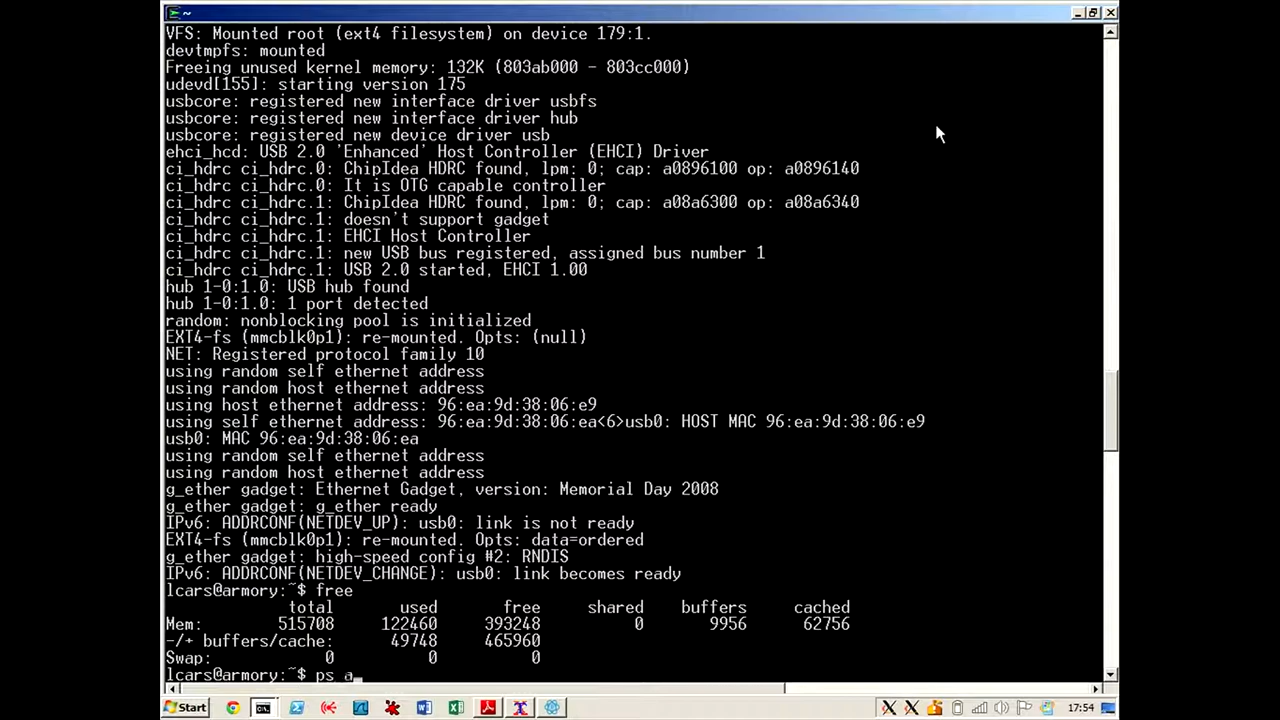 ~
VFS: Mounted root (ext4 filesystem) on device 179:1.
devtmpfs: mounted
Freeing unused kernel memory: 132K (803ab000 - 803cc000)
udevd[155]: starting version 175
usbcore: registered new interface driver usbfs
usbcore: registered new interface driver hub
usbcore: registered new device driver usb
ehci_hcd: USB 2.0 'Enhanced' Host Controller (EHCI) Driver
ci_hdrc ci_hdrc.0: ChipIdea HDRC found, lpm: 0; cap: a0896100 op: a0896140
ci_hdrc ci_hdrc.0: It is OTG capable controller
ci_hdrc ci_hdrc.1: ChipIdea HDRC found, lpm: 0; cap: a08a6300 op: a08a6340
ci_hdrc ci_hdrc.1: doesn't support gadget
ci_hdrc ci_hdrc.1: EHCI Host Controller
ci_hdrc ci_hdrc.1: new USB bus registered, assigned bus number 1
ci_hdrc ci_hdrc.1: USB 2.0 started, EHCI 1.00
hub 1-0:1.0: USB hub found
hub 1-0:1.0: 1 port detected
random: nonblocking pool is initialized
EXT4-fs (mmcblk0p1): re-mounted. Opts: (null)
NET: Registered protocol family 10
using random self ethernet address
using random host ethernet address
using host ethernet address: 96:ea:9d:38:06:e9
using self ethernet address: 96:ea:9d:38:06:ea<6>usb0: HOST MAC 96:ea:9d:38:06:e9
usb0: MAC 96:ea:9d:38:06:ea
using random self ethernet address
using random host ethernet address
g_ether gadget: Ethernet Gadget, version: Memorial Day 2008
g_ether gadget: g_ether ready
IPv6: ADDRCONF(NETDEV_UP): usb0: link is not ready
EXT4-fs (mmcblk0p1): re-mounted. Opts: data=ordered
g_ether gadget: high-speed config #2: RNDIS
IPv6: ADDRCONF(NETDEV_CHANGE): usb0: link becomes ready
lcars@armory:~$ free
total used free shared buffers cached
Mem: 515708 122460 393248 0 9956 62756
-/+ buffers/cache: 49748 465960
Swap: 0 0 0
lcars@armory:~$ ps a
Start 17:54